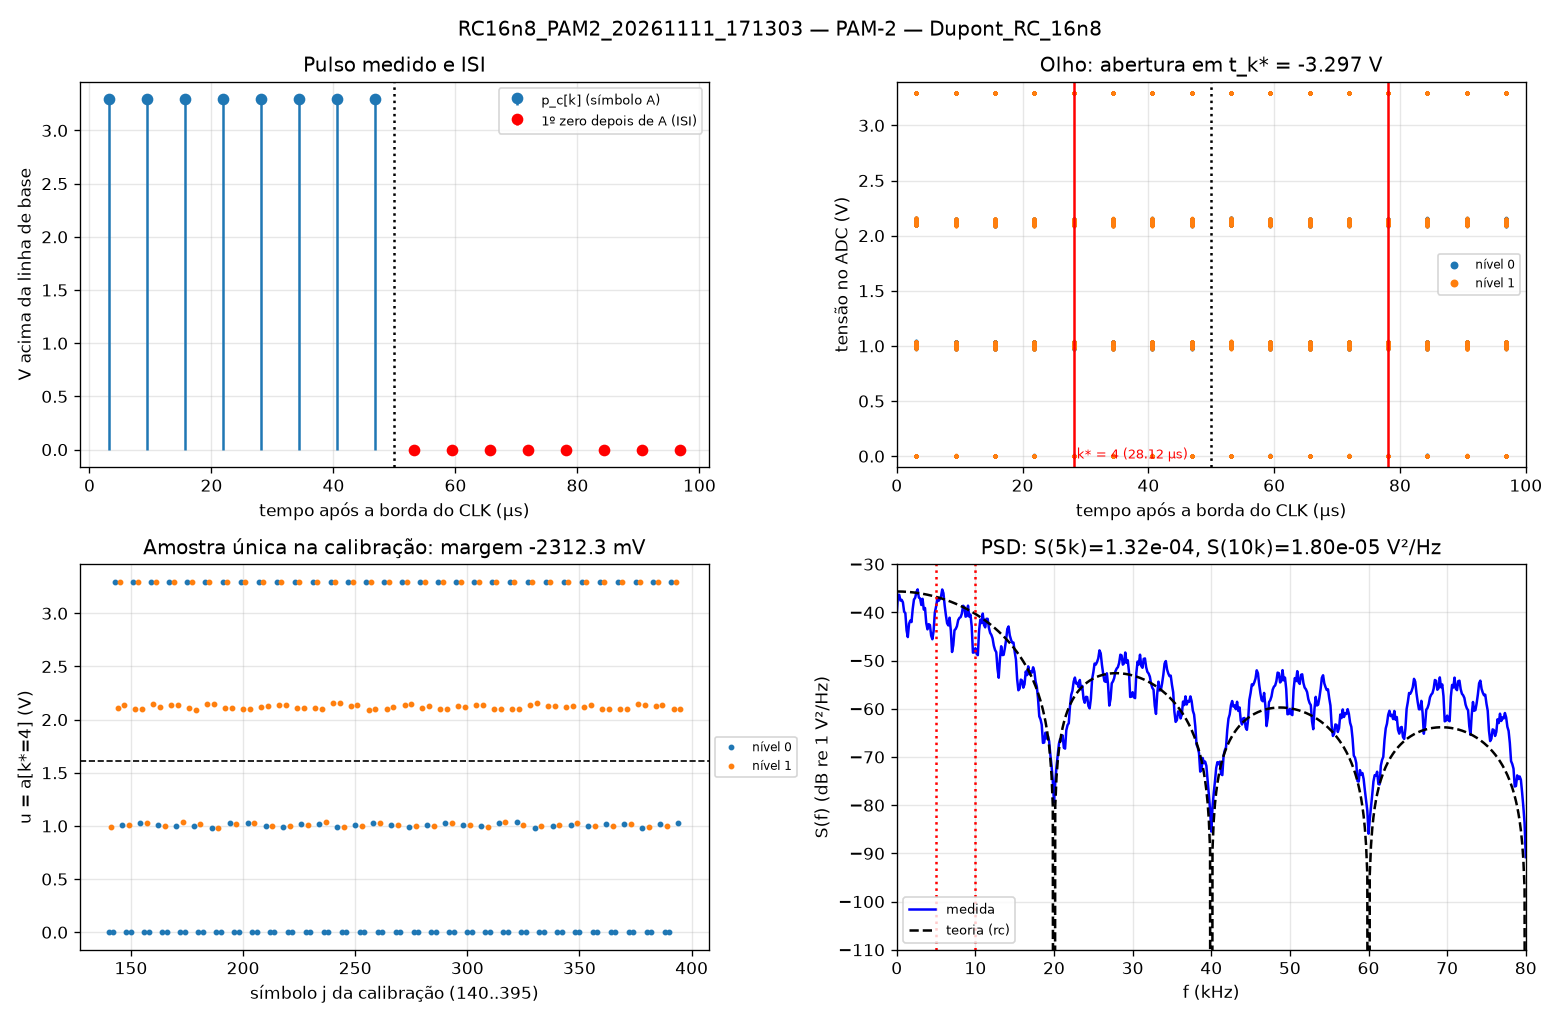 RC16n8_PAM2_20261111_171303 — PAM-2 — Dupont_RC_16n8
Pulso medido e ISI
V acima da linha de base
3.0
2.5
2.0
1.5
1.0
0.5
0.0
p_c[k] (símbolo A)
1º zero depois de A (ISI)
0 20 40 60 80 100
tempo após a borda do CLK (µs)
Olho: abertura em t_k* = -3.297 V
tensão no ADC (V)
3.0
2.5
2.0
1.5
1.0
0.5
0.0
nível 0
nível 1
k* = 4 (28.12 µs)
0 20 40 60 80 100
tempo após a borda do CLK (µs)
Amostra única na calibração: margem -2312.3 mV
u = a[k*=4] (V)
3.0
2.5
2.0
1.5
1.0
0.5
0.0
nível 0
nível 1
150 200 250 300 350 400
símbolo j da calibração (140..395)
PSD: S(5k)=1.32e-04, S(10k)=1.80e-05 V²/Hz
S(f) (dB re 1 V²/Hz)
−30
−40
−50
−60
−70
−80
−90
−100
−110
medida
teoria (rc)
0 10 20 30 40 50 60 70 80
f (kHz)